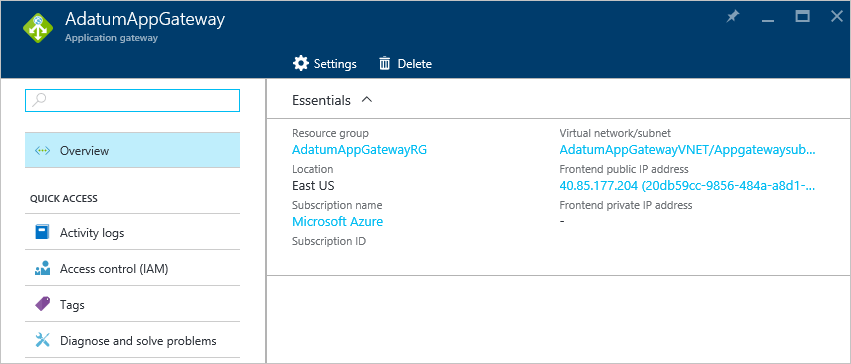 AdatumAppGateway
Application gateway
Settings Delete
Overview
QUICK ACCESS
Activity logs
Access control (IAM)
Tags
Diagnose and solve problems
Essentials
Resource group
AdatumAppGatewayRG
Location
East US
Subscription name
Microsoft Azure
Subscription ID
Virtual network/subnet
AdatumAppGatewayVNET/Appgatewaysub...
Frontend public IP address
40.85.177.204 (20db59cc-9856-484a-a8d1-...
Frontend private IP address
-